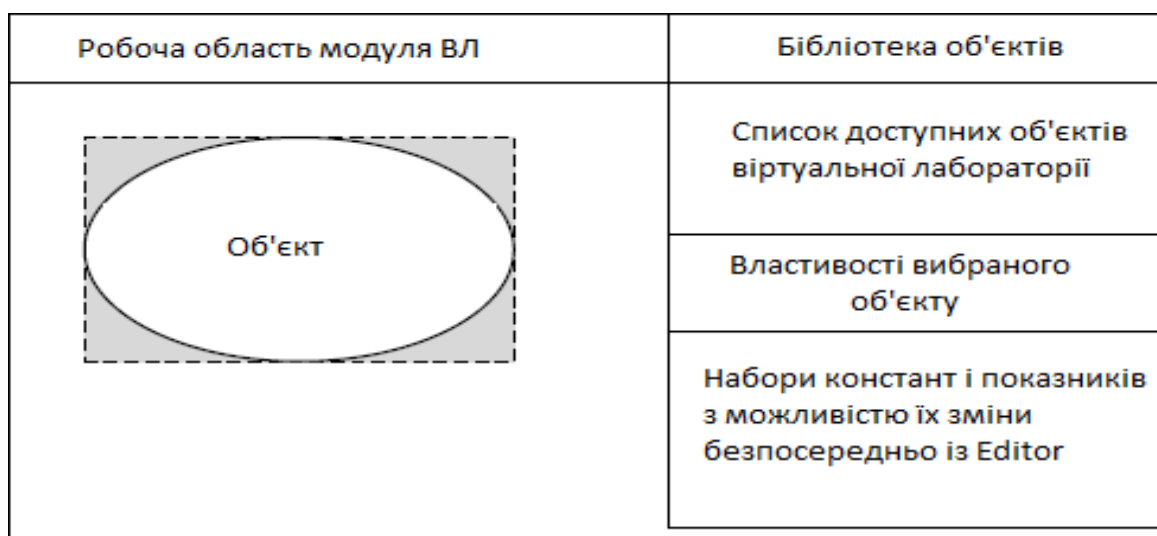 Робоча область модуля ВЛ
Бібліотека об'єктів
Об'єкт
Список доступних об'єктів
віртуальної лабораторії
Властивості вибраного
об'єкту
Набори констант і показників
з можливістю їх зміни
безпосередньо із Editor